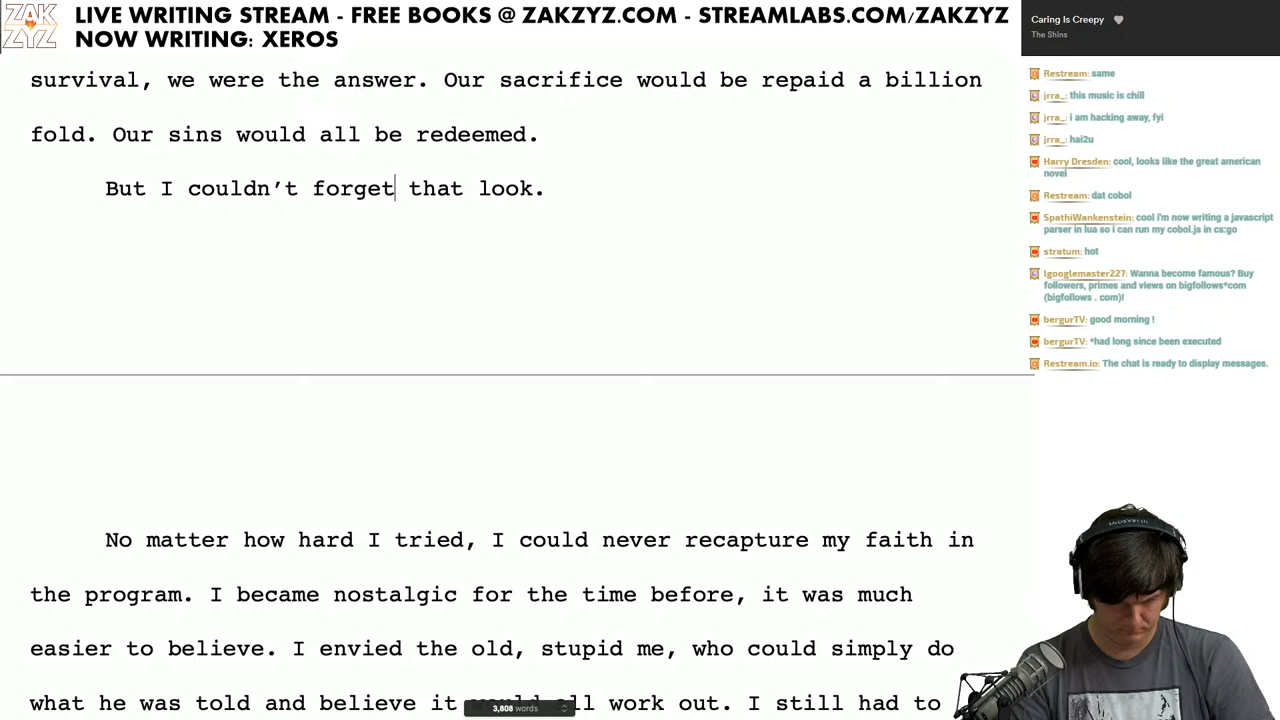 ZAK
ZYZ
LIVE WRITING STREAM - FREE BOOKS @ ZAKZYZ.COM - STREAMLABS.COM/ZAKZYZ
NOW WRITING: XEROS
survival, we were the answer. Our sacrifice would be repaid a billion
fold. Our sins would all be redeemed.
But I couldn’t forget that look.
No matter how hard I tried, I could never recapture my faith in
the program. I became nostalgic for the time before, it was much
easier to believe. I envied the old, stupid me, who could simply do
what he was told and believe it would all work out. I still had to
3,808 words
Caring Is Creepy
The Shins
Restream: same
jrra_: this music is chill
jrra_: i am hacking away, fyi
jrra_: hai2u
Harry Dresden: cool, looks like the great american
novel
Restream: dat cobol
SpathiWankenstein: cool i'm now writing a javascript
parser in lua so i can run my cobol.js in cs:go
stratum: hot
lgooglemaster227: Wanna become famous? Buy
followers, primes and views on bigfollows*com
(bigfollows . com)!
bergurTV: good morning !
bergurTV: *had long since been executed
Restream.io: The chat is ready to display messages.